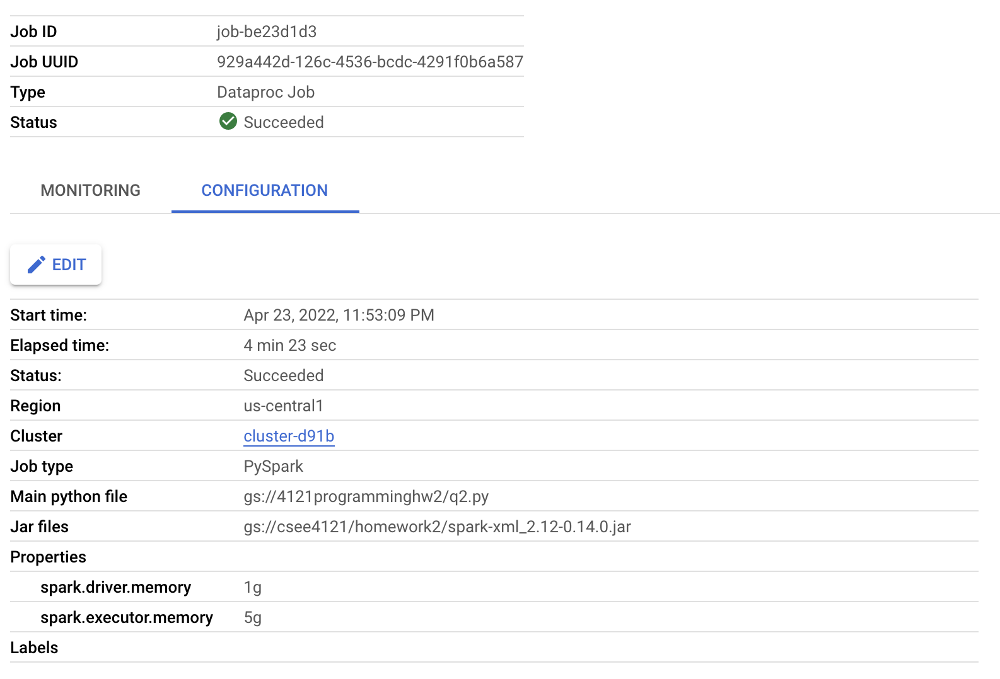 Job ID job-be23d1d3
Job UUID 929a442d-126c-4536-bcdc-4291f0b6a587
Type Dataproc Job
Status Succeeded
MONITORING CONFIGURATION
EDIT
Start time: Apr 23, 2022, 11:53:09 PM
Elapsed time: 4 min 23 sec
Status: Succeeded
Region us-central1
Cluster cluster-d91b
Job type PySpark
Main python file gs://4121programminghw2/q2.py
Jar files gs://csee4121/homework2/spark-xml_2.12-0.14.0.jar
Properties
spark.driver.memory 1g
spark.executor.memory 5g
Labels